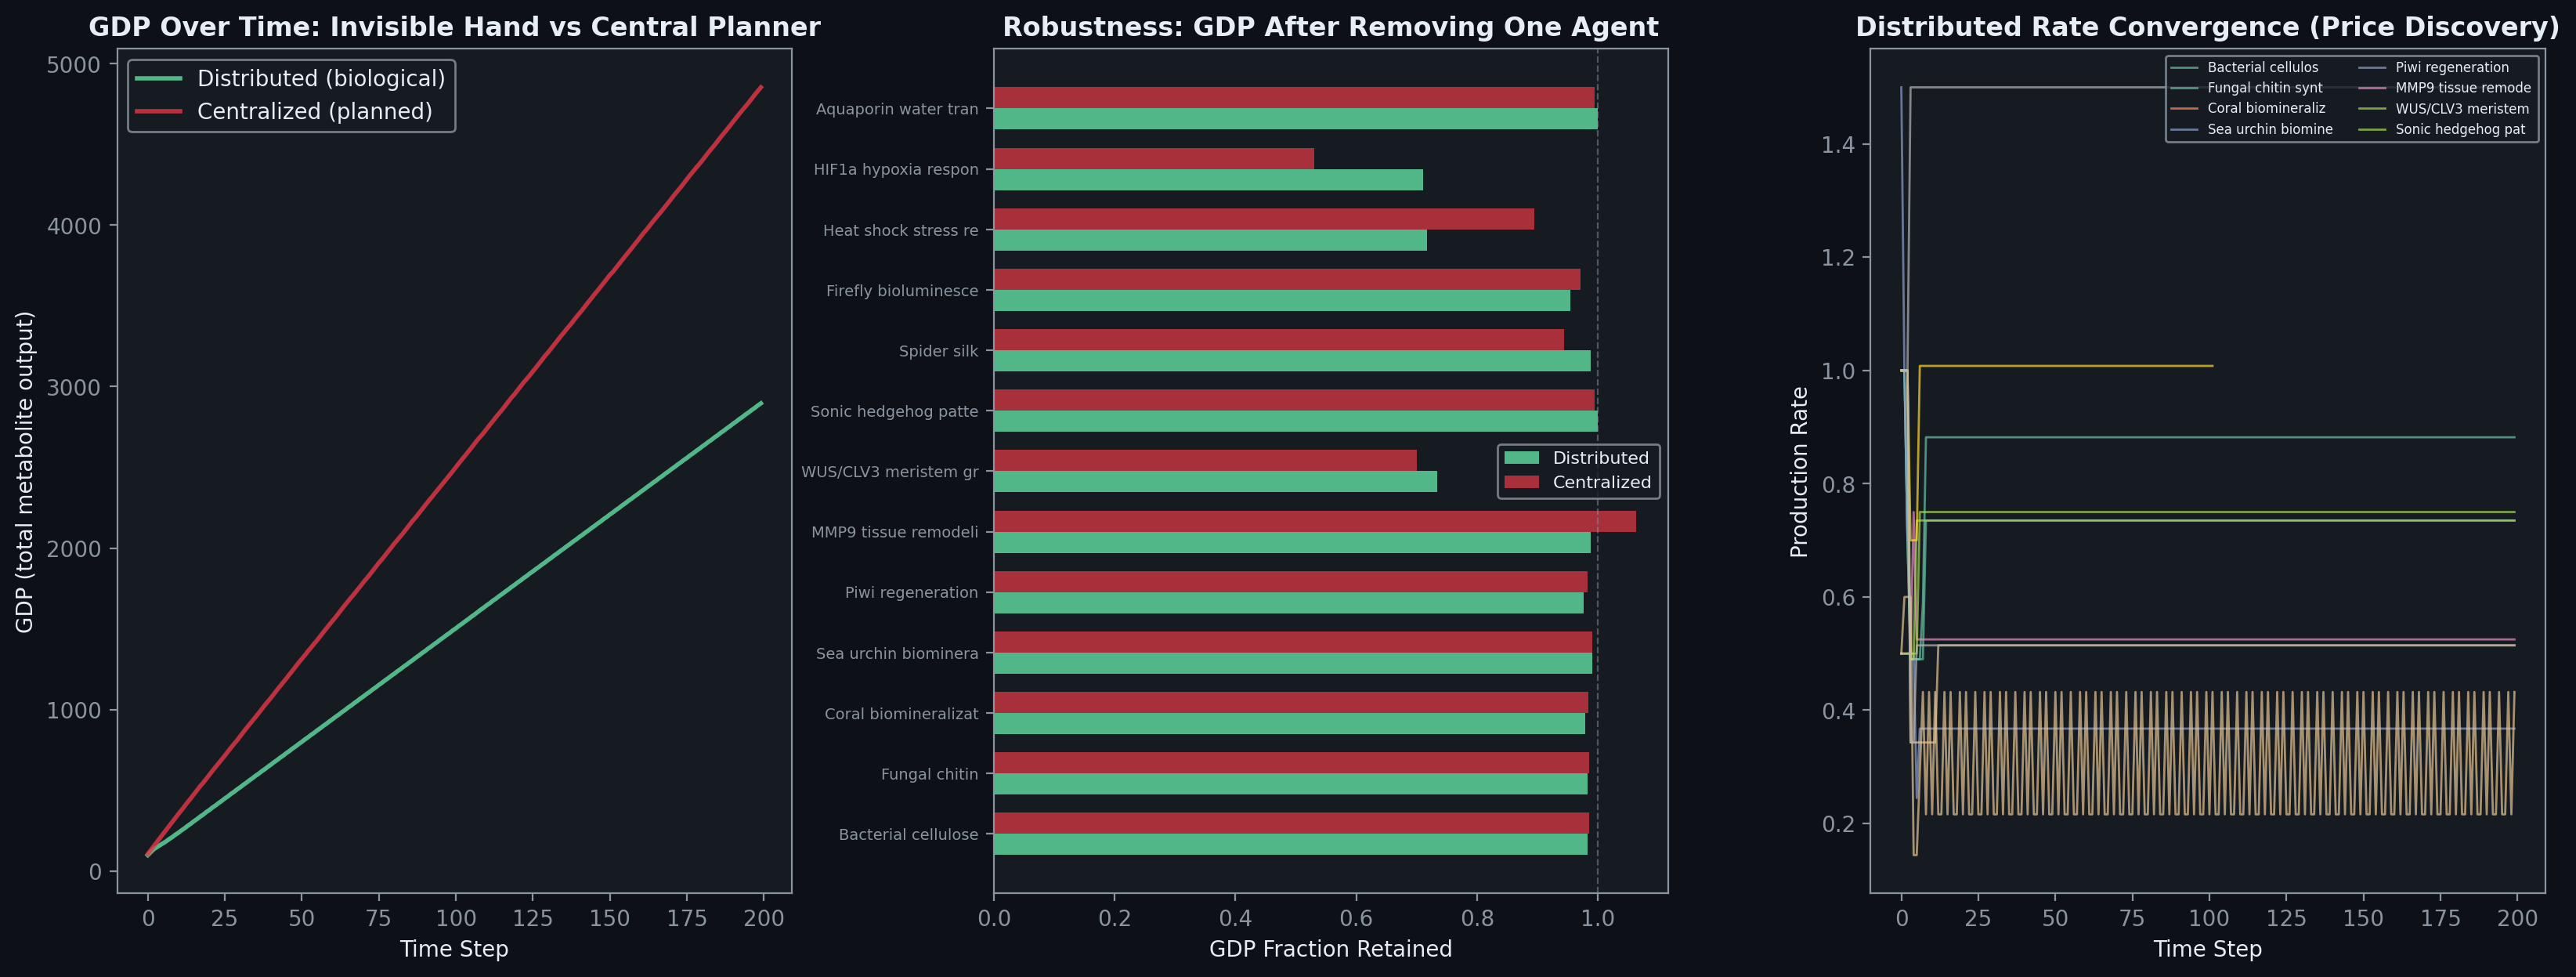 GDP Over Time: Invisible Hand vs Central Planner
5000
4000
3000
2000
1000
0
GDP (total metabolite output)
Distributed (biological)
Centralized (planned)
0 25 50 75 100 125 150 175 200
Time Step
Robustness: GDP After Removing One Agent
Aquaporin water tran
HIF1a hypoxia respon
Heat shock stress re
Firefly bioluminesce
Spider silk
Sonic hedgehog patte
WUS/CLV3 meristem gr
MMP9 tissue remodeli
Piwi regeneration
Sea urchin biominera
Coral biomineralizat
Fungal chitin
Bacterial cellulose
Distributed
Centralized
0.0 0.2 0.4 0.6 0.8 1.0
GDP Fraction Retained
Distributed Rate Convergence (Price Discovery)
Bacterial cellulos
Fungal chitin synt
Coral biomineraliz
Sea urchin biomine
Piwi regeneration
MMP9 tissue remode
WUS/CLV3 meristem
Sonic hedgehog pat
1.4
1.2
1.0
0.8
0.6
0.4
0.2
Production Rate
0 25 50 75 100 125 150 175 200
Time Step